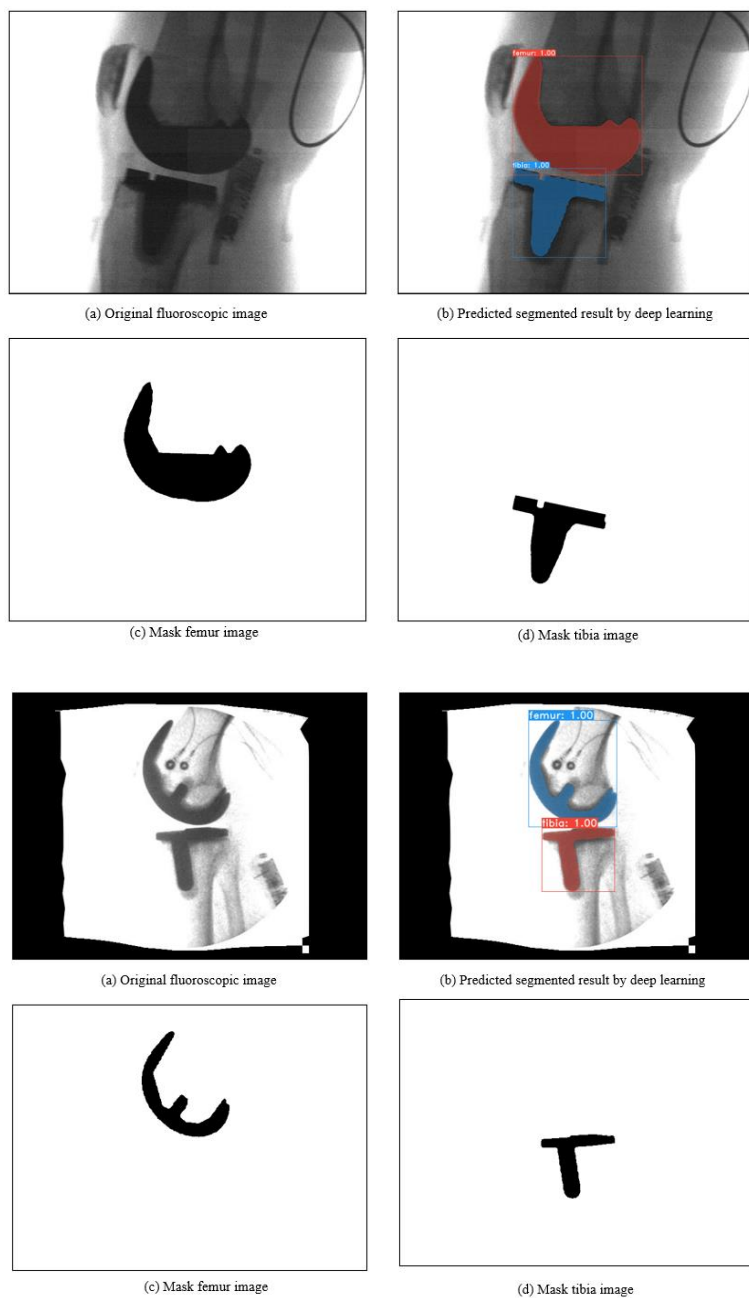 femur: 1.00
tibia: 1.00
(a) Original fluoroscopic image
(b) Predicted segmented result by deep learning
(c) Mask femur image
(d) Mask tibia image
femur: 1.00
tibia: 1.00
(a) Original fluoroscopic image
(b) Predicted segmented result by deep learning
(c) Mask femur image
(d) Mask tibia image